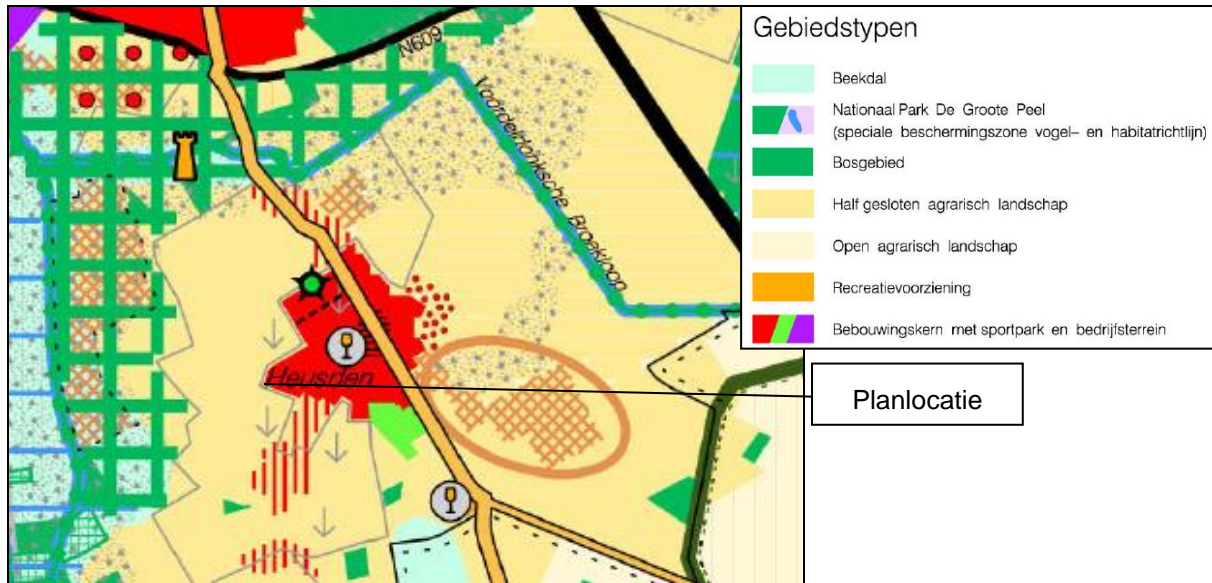 N609
Voordeldonksche Broekloop
Heusden
Gebiedstypen
Beekdal
Nationaal Park De Groote Peel
(speciale beschermingszone vogel- en habitatrichtlijn)
Bosgebied
Half gesloten agrarisch landschap
Open agrarisch landschap
Recreatievoorziening
Bebouwingskern met sportpark en bedrijfsterrein
Planlocatie